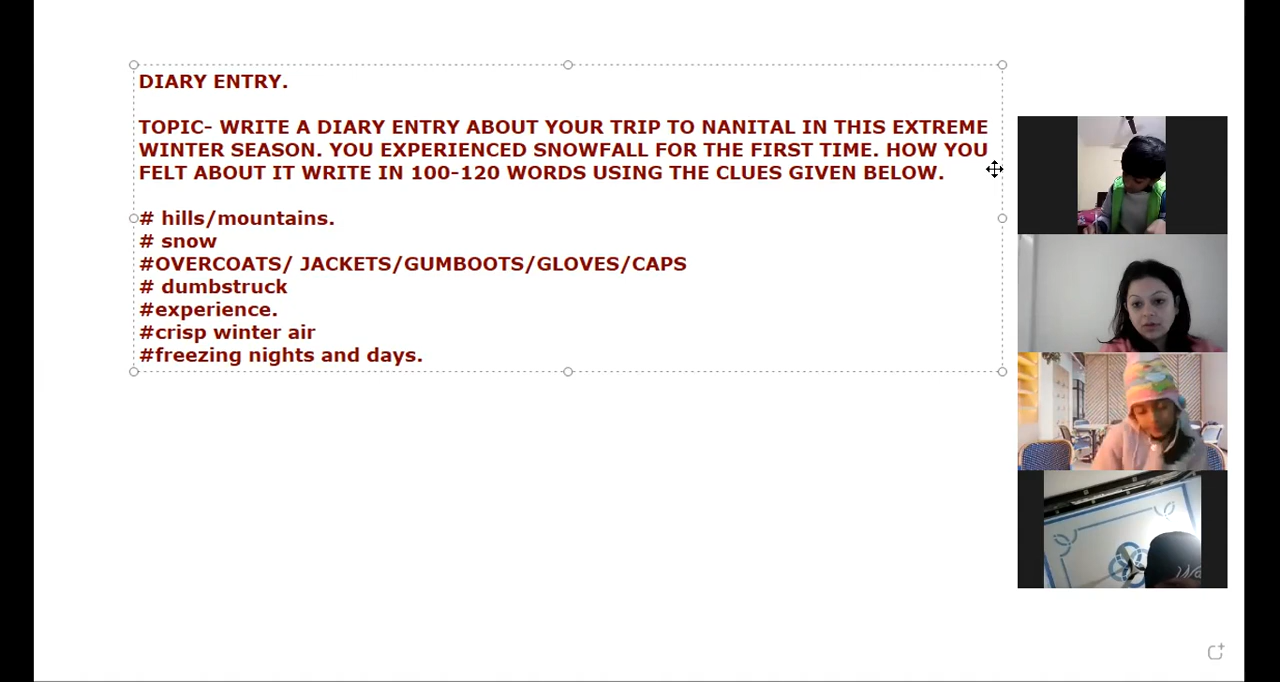 DIARY ENTRY.
TOPIC- WRITE A DIARY ENTRY ABOUT YOUR TRIP TO NANITAL IN THIS EXTREME
WINTER SEASON. YOU EXPERIENCED SNOWFALL FOR THE FIRST TIME. HOW YOU
FELT ABOUT IT WRITE IN 100-120 WORDS USING THE CLUES GIVEN BELOW.
# hills/mountains.
# snow
#OVERCOATS/ JACKETS/GUMBOOTS/GLOVES/CAPS
# dumbstruck
#experience.
#crisp winter air
#freezing nights and days.